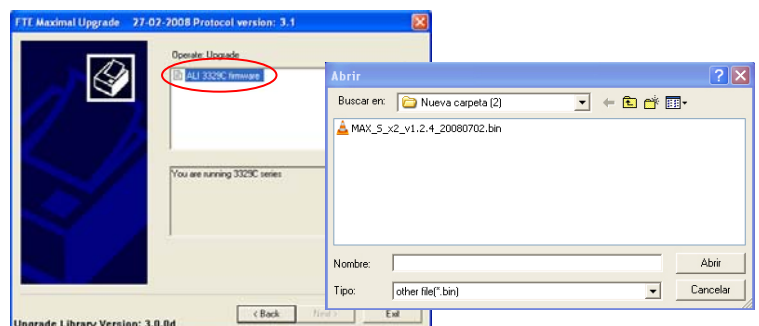 FTE Maximal Upgrade 27-02-2008 Protocol version: 3.1
Operate: Upgrade
ALI 3329C firmware
You are running 3329C series
< Back
Next >
Exit
Upgrade Library Version: 3.0.0d
Abrir
Buscar en:
Nueva carpeta (2)
MAX_S_x2_v1.2.4_20080702.bin
Nombre:
Abrir
Tipo:
other file(*.bin)
Cancelar